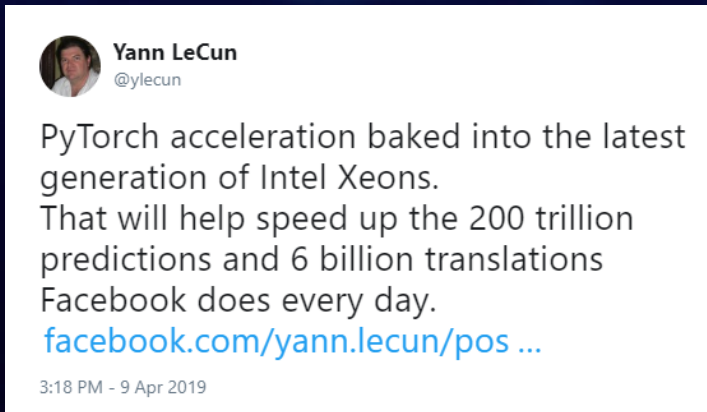 Yann LeCun
@ylecun
PyTorch acceleration baked into the latest
generation of Intel Xeons.
That will help speed up the 200 trillion
predictions and 6 billion translations
Facebook does every day.
facebook.com/yann.lecun/pos ...
3:18 PM - 9 Apr 2019